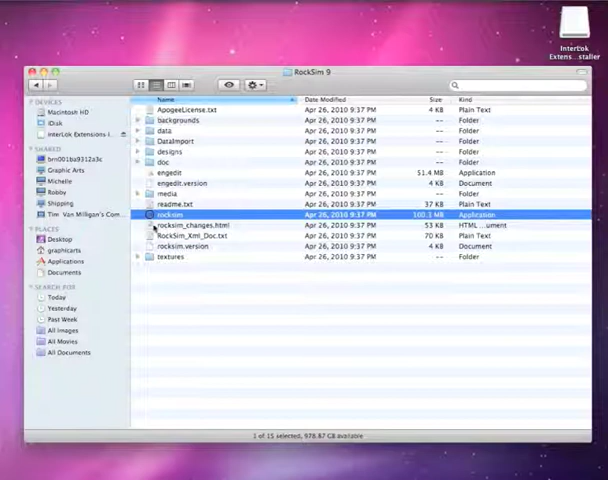 InterLok
Extens...staller
RockSim 9
Name Date Modified Size Kind
DEVICES
Macintosh HD
iDisk
InterLok Extensions I...
SHARED
brn001ba9312a3c
Graphic Arts
Michelle
Robby
Shipping
Tim Van Milligan's Com...
PLACES
Desktop
graphicarts
Applications
Documents
SEARCH FOR
Today
Yesterday
Past Week
All Images
All Movies
All Documents
ApogeeLicense.txt Apr 26, 2010 9:37 PM 4 KB Plain Text
backgrounds Apr 26, 2010 9:37 PM -- Folder
data Apr 26, 2010 9:37 PM -- Folder
DataImport Apr 26, 2010 9:37 PM -- Folder
designs Apr 26, 2010 9:37 PM -- Folder
doc Apr 26, 2010 9:37 PM -- Folder
engedit Apr 26, 2010 9:37 PM 51.4 MB Application
engedit.version Apr 26, 2010 9:37 PM 4 KB Document
media Apr 26, 2010 9:37 PM -- Folder
readme.txt Apr 26, 2010 9:37 PM 37 KB Plain Text
rocksim Apr 26, 2010 9:37 PM 100.3 MB Application
rocksim_changes.html Apr 26, 2010 9:37 PM 53 KB HTML ...ument
RockSim_Xml_Doc.txt Apr 26, 2010 9:37 PM 70 KB Plain Text
rocksim.version Apr 26, 2010 9:37 PM 4 KB Document
textures Apr 26, 2010 9:37 PM -- Folder
1 of 15 selected, 978.87 GB available